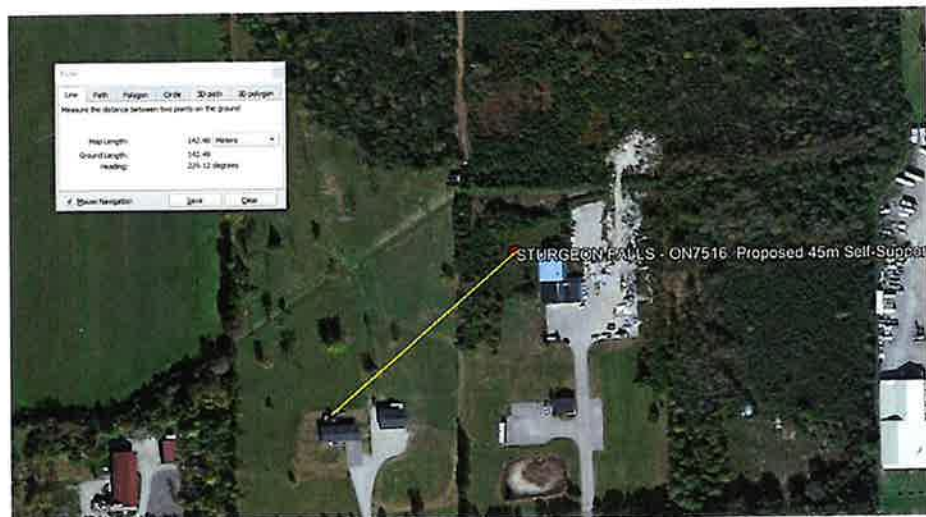 Line Path Polygon Circle 3D path 3D polygon
Measure the distance between two points on the ground
Map Length: 142.48 Meters
Ground Length: 142.49
Heading: degrees
Mouse Navigation Save Clear
STURGEON FALLS - ON7516 Proposed 45m Self-Suppor